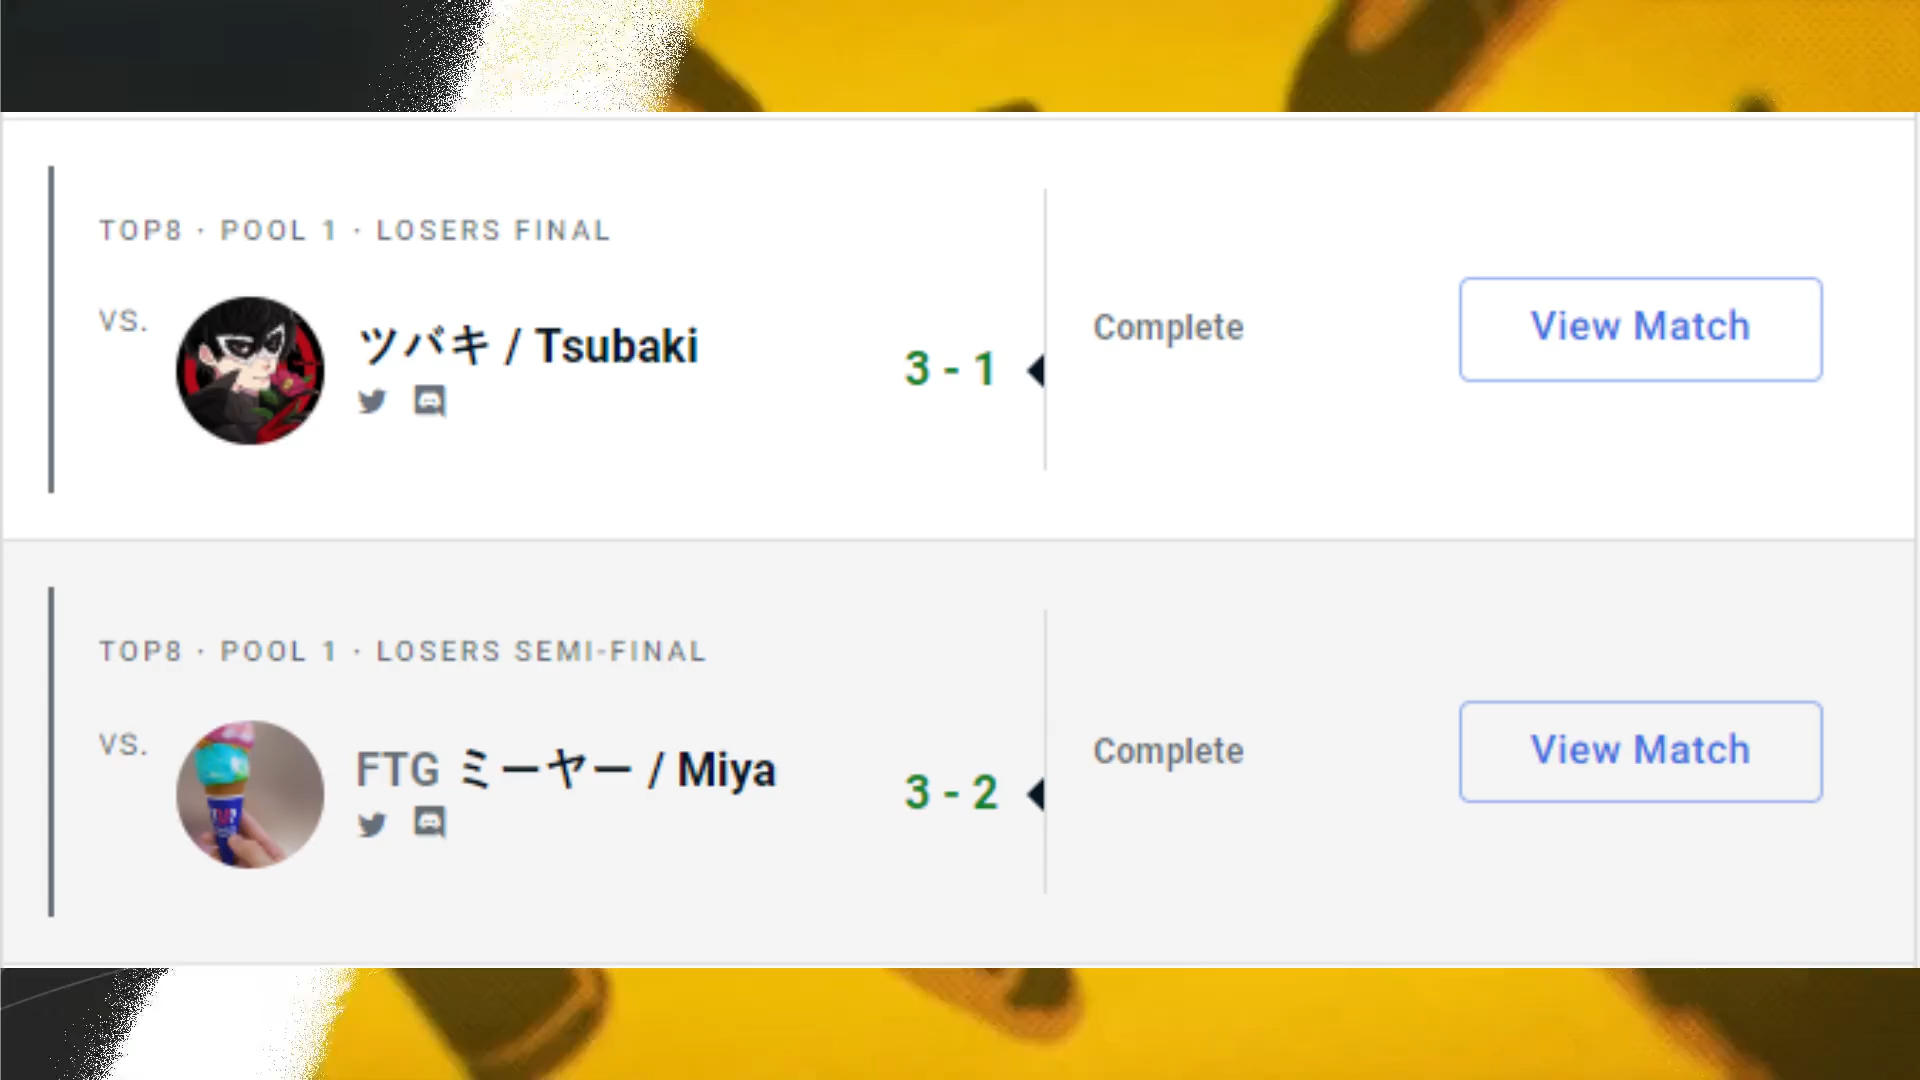 TOP8 · POOL 1 · LOSERS FINAL
VS.
ツバキ / Tsubaki
3 - 1
Complete
View Match
TOP8 · POOL 1 · LOSERS SEMI-FINAL
VS.
FTG ミーヤー / Miya
3 - 2
Complete
View Match